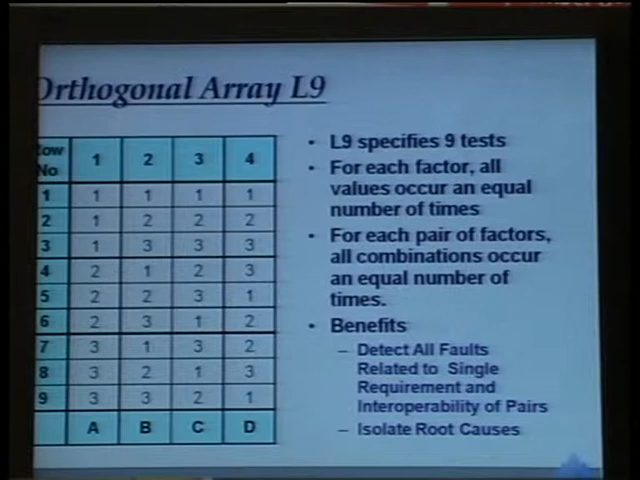 Orthogonal Array L9
Row No 1 2 3 4
1 1 1 1 1
2 1 2 2 2
3 1 3 3 3
4 2 1 2 3
5 2 2 3 1
6 2 3 1 2
7 3 1 3 2
8 3 2 1 3
9 3 3 2 1
A B C D
• L9 specifies 9 tests
• For each factor, all
values occur an equal
number of times
• For each pair of factors,
all combinations occur
an equal number of
times.
• Benefits
– Detect All Faults
Related to Single
Requirement and
Interoperability of Pairs
– Isolate Root Causes